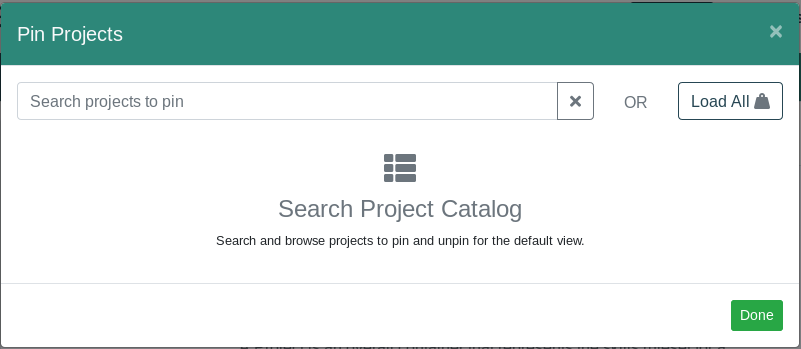 Pin Projects
Search projects to pin
OR
Load All
Search Project Catalog
Search and browse projects to pin and unpin for the default view.
Done